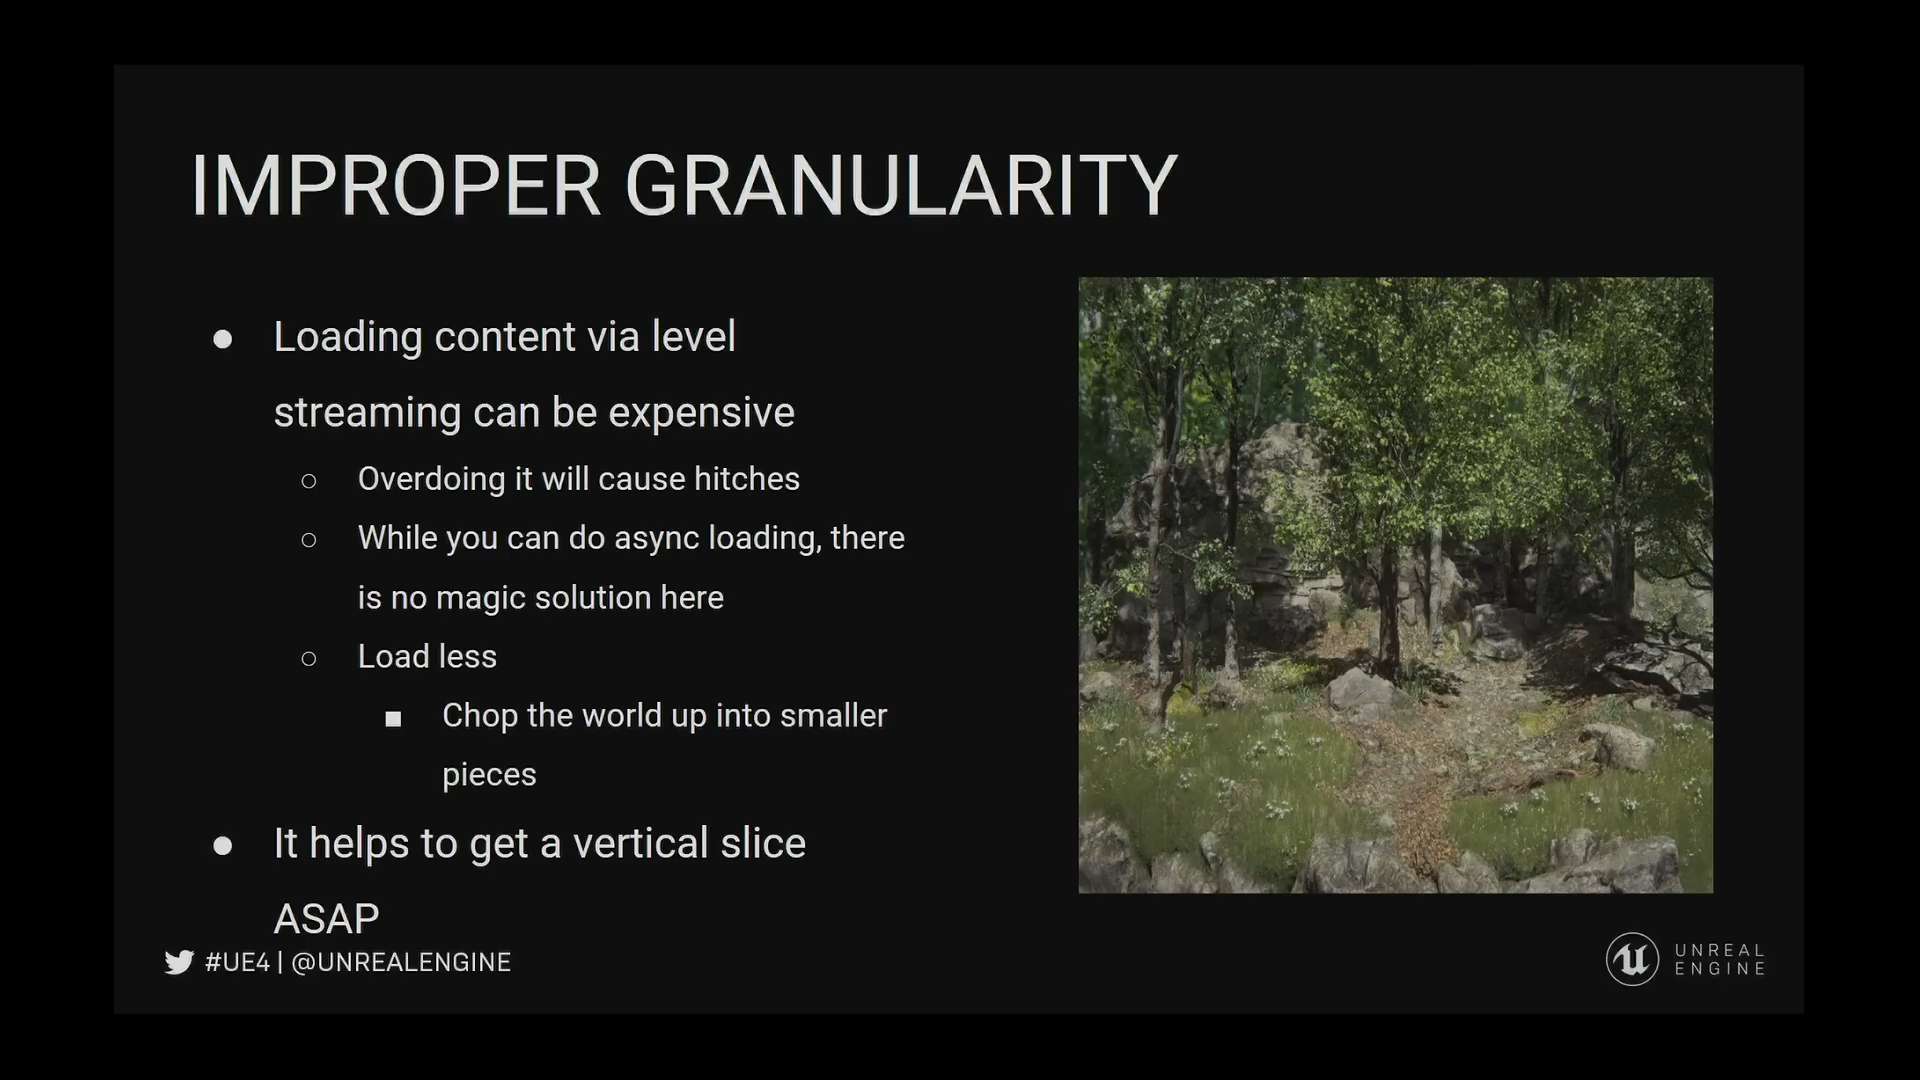 IMPROPER GRANULARITY
● Loading content via level
streaming can be expensive
○ Overdoing it will cause hitches
○ While you can do async loading, there
is no magic solution here
○ Load less
■ Chop the world up into smaller
pieces
● It helps to get a vertical slice
ASAP
#UE4 | @UNREALENGINE
UNREAL
ENGINE